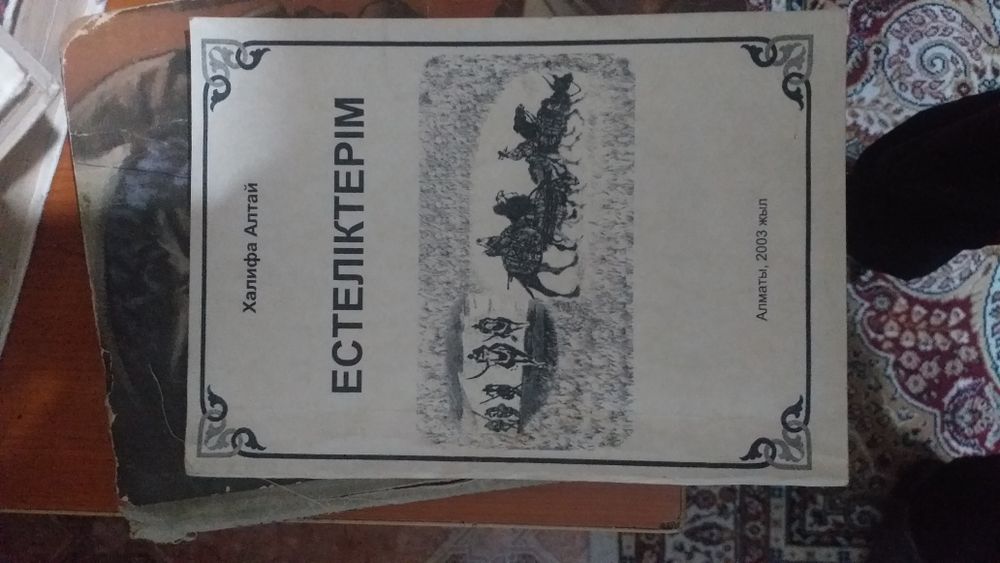 Халифа Алтай
ЕСТЕЛІКТЕРІМ
Алматы, 2003 жыл